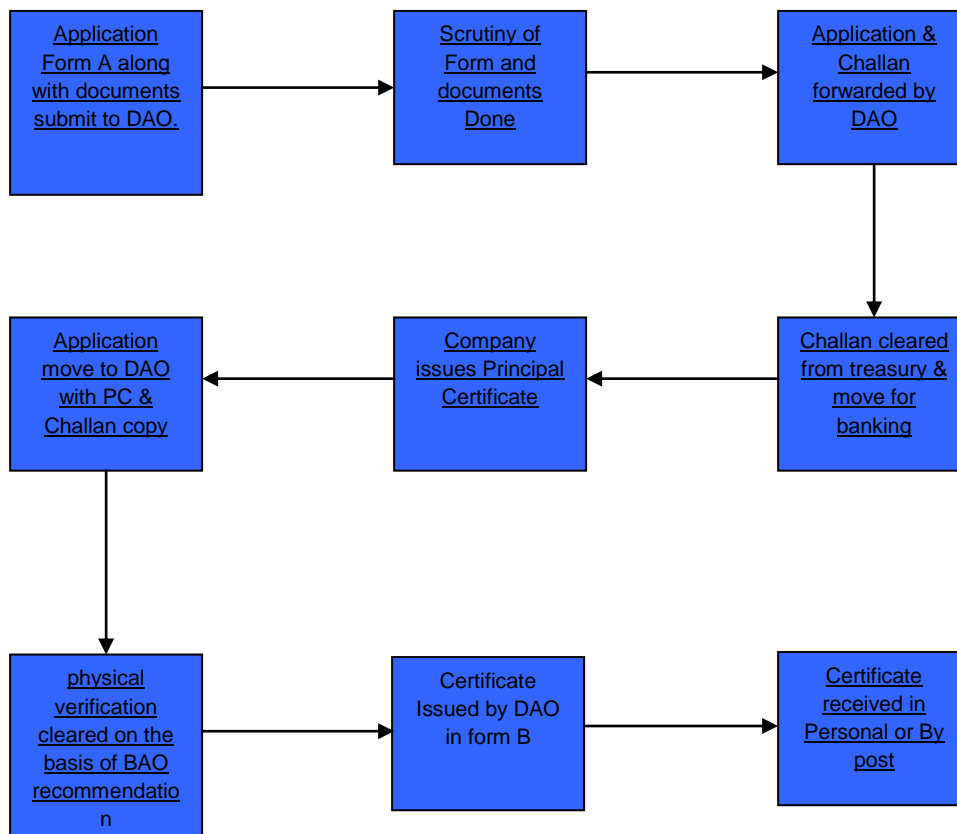 Application
Form A along
with documents
submit to DAO.
Scrutiny of
Form and
documents
Done
Application &
Challan
forwarded by
DAO
Challan cleared
from treasury &
move for
banking
Company
issues Principal
Certificate
Application
move to DAO
with PC &
Challan copy
physical
verification
cleared on the
basis of BAO
recommendatio
n
Certificate
Issued by DAO
in form B
Certificate
received in
Personal or By
post